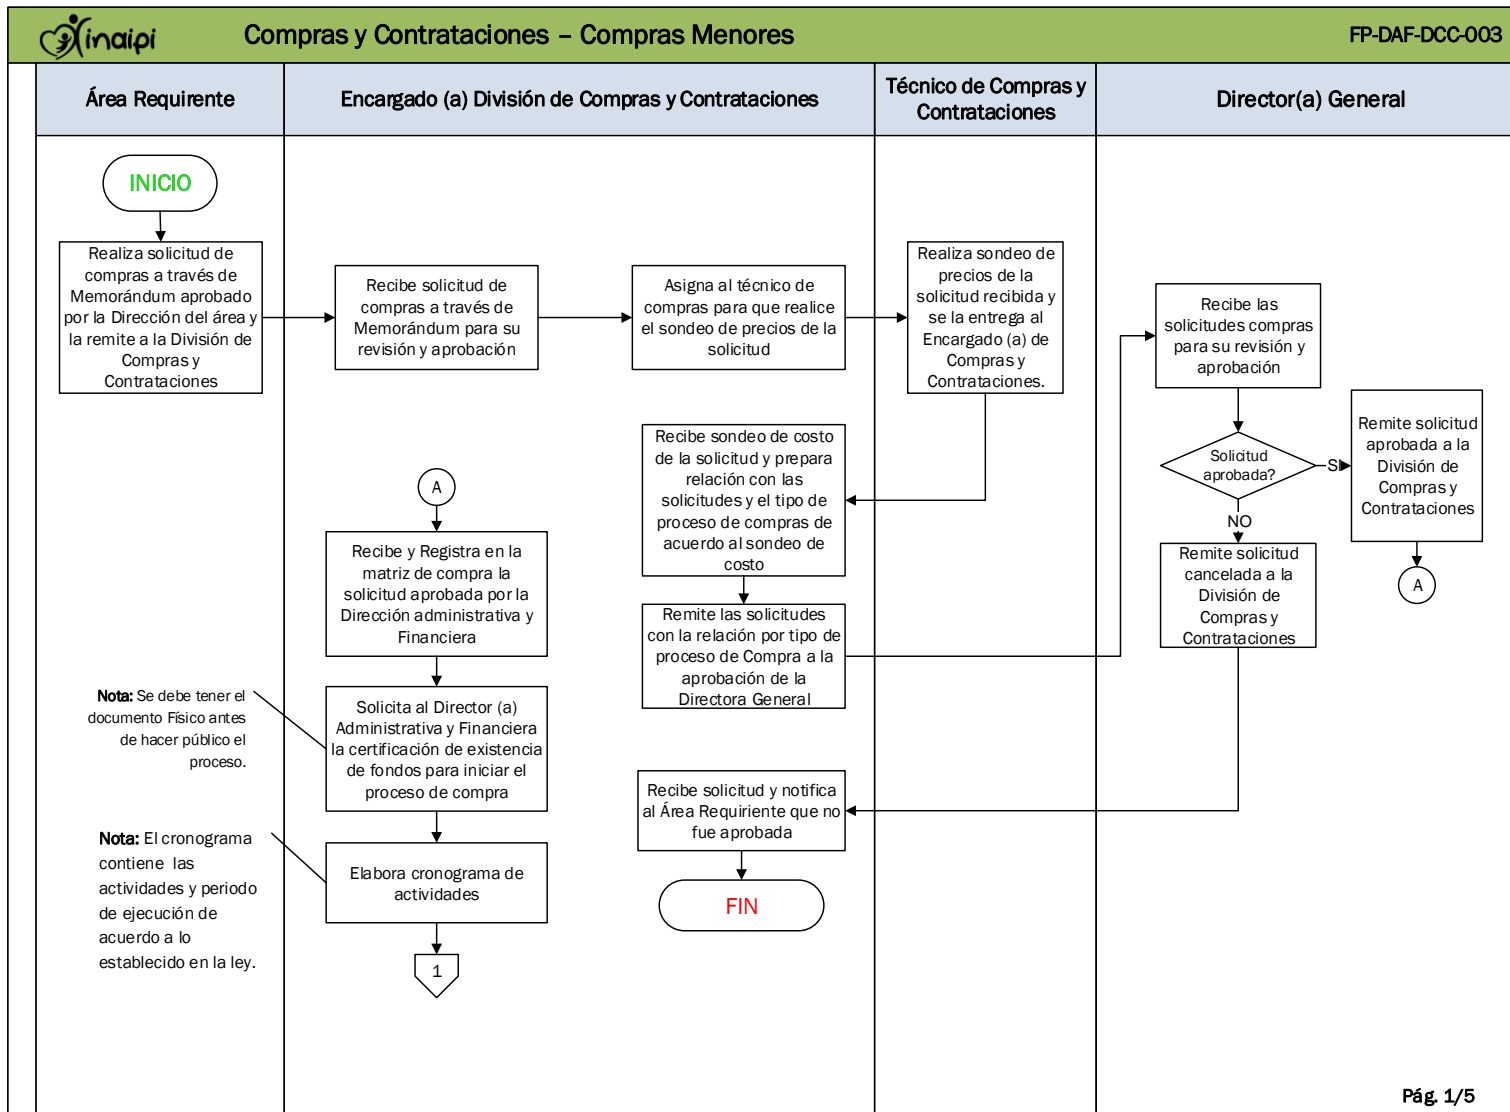 inaipi
Compras y Contrataciones – Compras Menores
FP-DAF-DCC-003
Área Requirente
Encargado (a) División de Compras y Contrataciones
Técnico de Compras y
Contrataciones
Director(a) General
INICIO
Realiza solicitud de
compras a través de
Memorándum aprobado
por la Dirección del área y
la remite a la División de
Compras y
Contrataciones
Recibe solicitud de
compras a través de
Memorándum para su
revisión y aprobación
Asigna al técnico de
compras para que realice
el sondeo de precios de la
solicitud
Realiza sondeo de
precios de la
solicitud recibida y
se la entrega al
Encargado (a) de
Compras y
Contrataciones.
Recibe las
solicitudes compras
para su revisión y
aprobación
Solicitud
aprobada?
SI
Remite solicitud
aprobada a la
División de
Compras y
Contrataciones
A
NO
Remite solicitud
cancelada a la
División de
Compras y
Contrataciones
Recibe sondeo de costo
de la solicitud y prepara
relación con las
solicitudes y el tipo de
proceso de compras de
acuerdo al sondeo de
costo
Remite las solicitudes
con la relación por tipo de
proceso de Compra a la
aprobación de la
Directora General
Recibe solicitud y notifica
al Área Requiriente que no
fue aprobada
FIN
A
Recibe y Registra en la
matriz de compra la
solicitud aprobada por la
Dirección administrativa y
Financiera
Nota: Se debe tener el
documento Físico antes
de hacer público el
proceso.
Solicita al Director (a)
Administrativa y Financiera
la certificación de existencia
de fondos para iniciar el
proceso de compra
Nota: El cronograma
contiene las
actividades y periodo
de ejecución de
acuerdo a lo
establecido en la ley.
Elabora cronograma de
actividades
1
Pág. 1/5